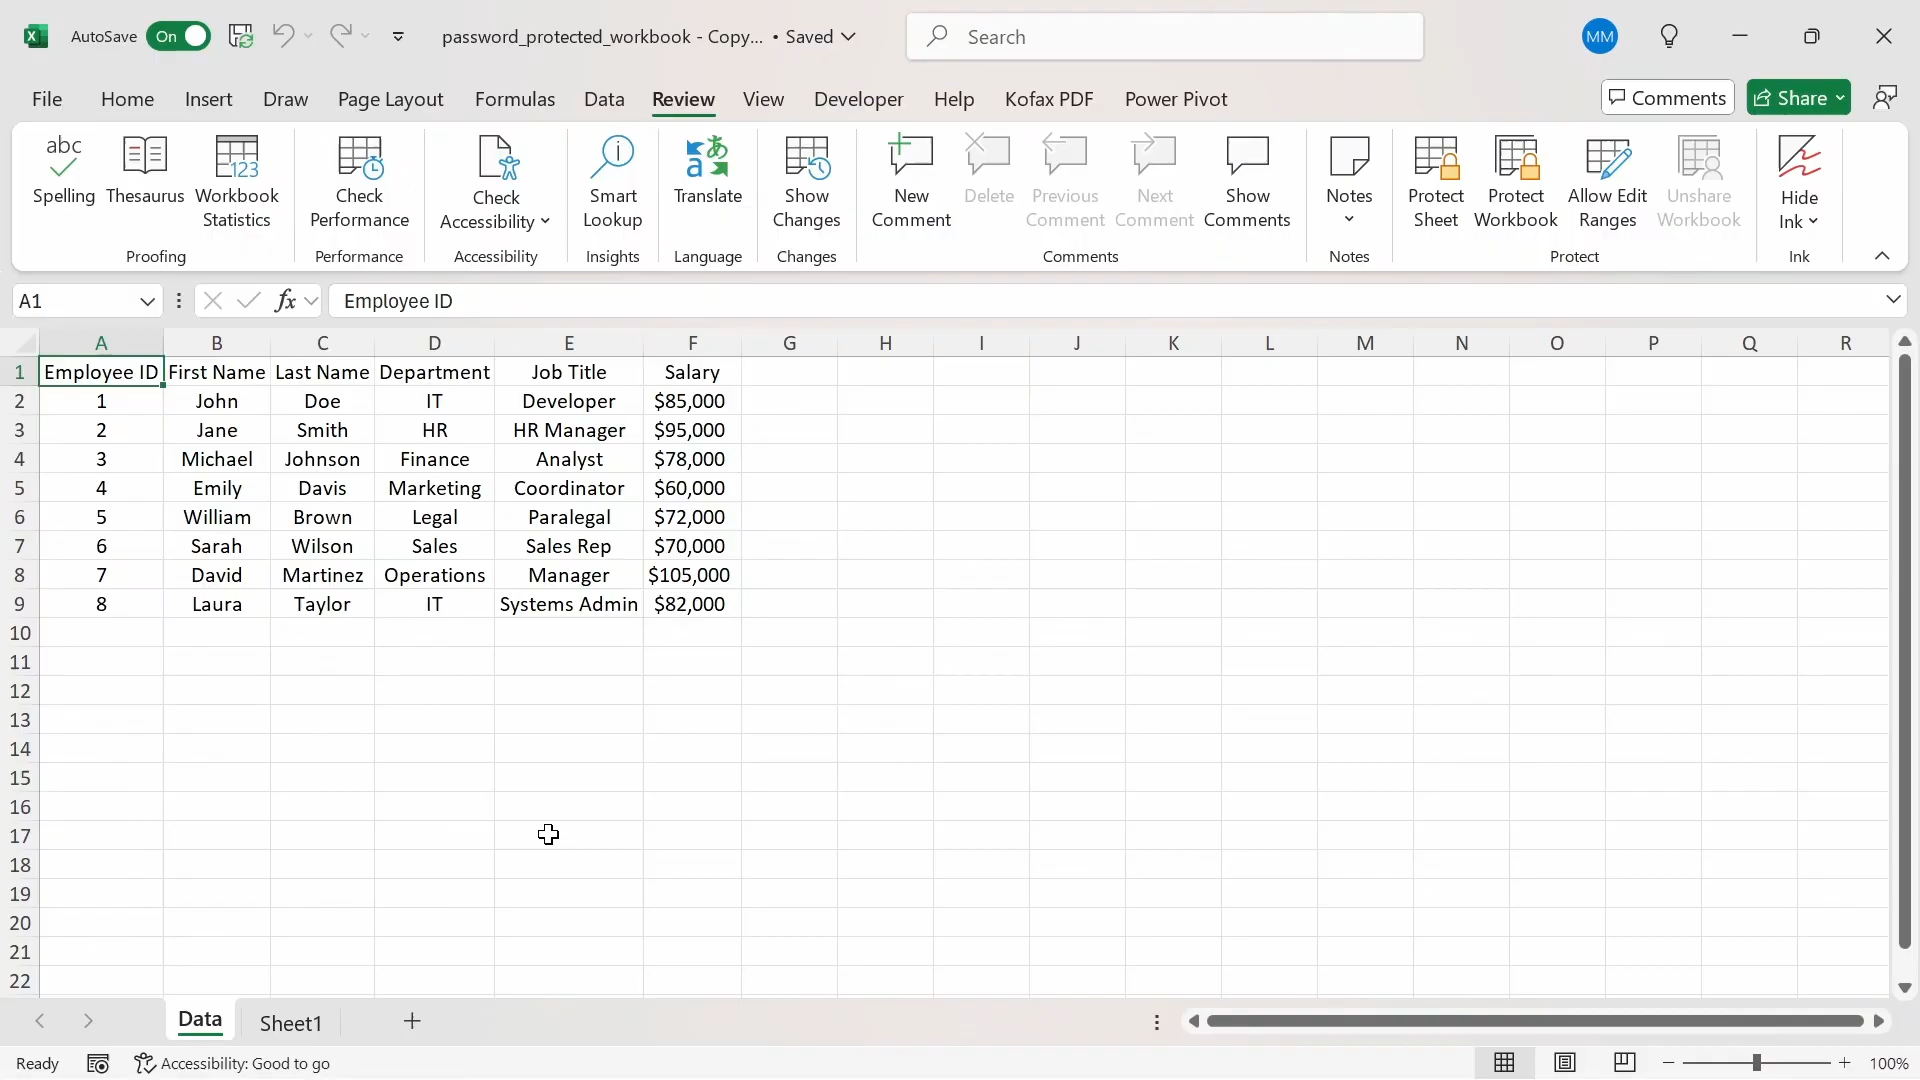 AutoSave On password_protected_workbook - Copy... • Saved Search MM
File Home Insert Draw Page Layout Formulas Data Review View Developer Help Kofax PDF Power Pivot Comments Share
abc 123
Spelling Thesaurus Workbook Statistics Check Performance Check Accessibility Smart Lookup Translate Show Changes New Comment Delete Previous Comment Next Comment Show Comments Notes Protect Sheet Protect Workbook Allow Edit Ranges Unshare Workbook Hide Ink
Proofing Performance Accessibility Insights Language Changes Comments Notes Protect Ink
A1 fx Employee ID
A B C D E F G H I J K L M N O P Q R
1 Employee ID First Name Last Name Department Job Title Salary
2 1 John Doe IT Developer $85,000
3 2 Jane Smith HR HR Manager $95,000
4 3 Michael Johnson Finance Analyst $78,000
5 4 Emily Davis Marketing Coordinator $60,000
6 5 William Brown Legal Paralegal $72,000
7 6 Sarah Wilson Sales Sales Rep $70,000
8 7 David Martinez Operations Manager $105,000
9 8 Laura Taylor IT Systems Admin $82,000
10
11
12
13
14
15
16
17
18
19
20
21
22
Data Sheet1
Ready Accessibility: Good to go 100%